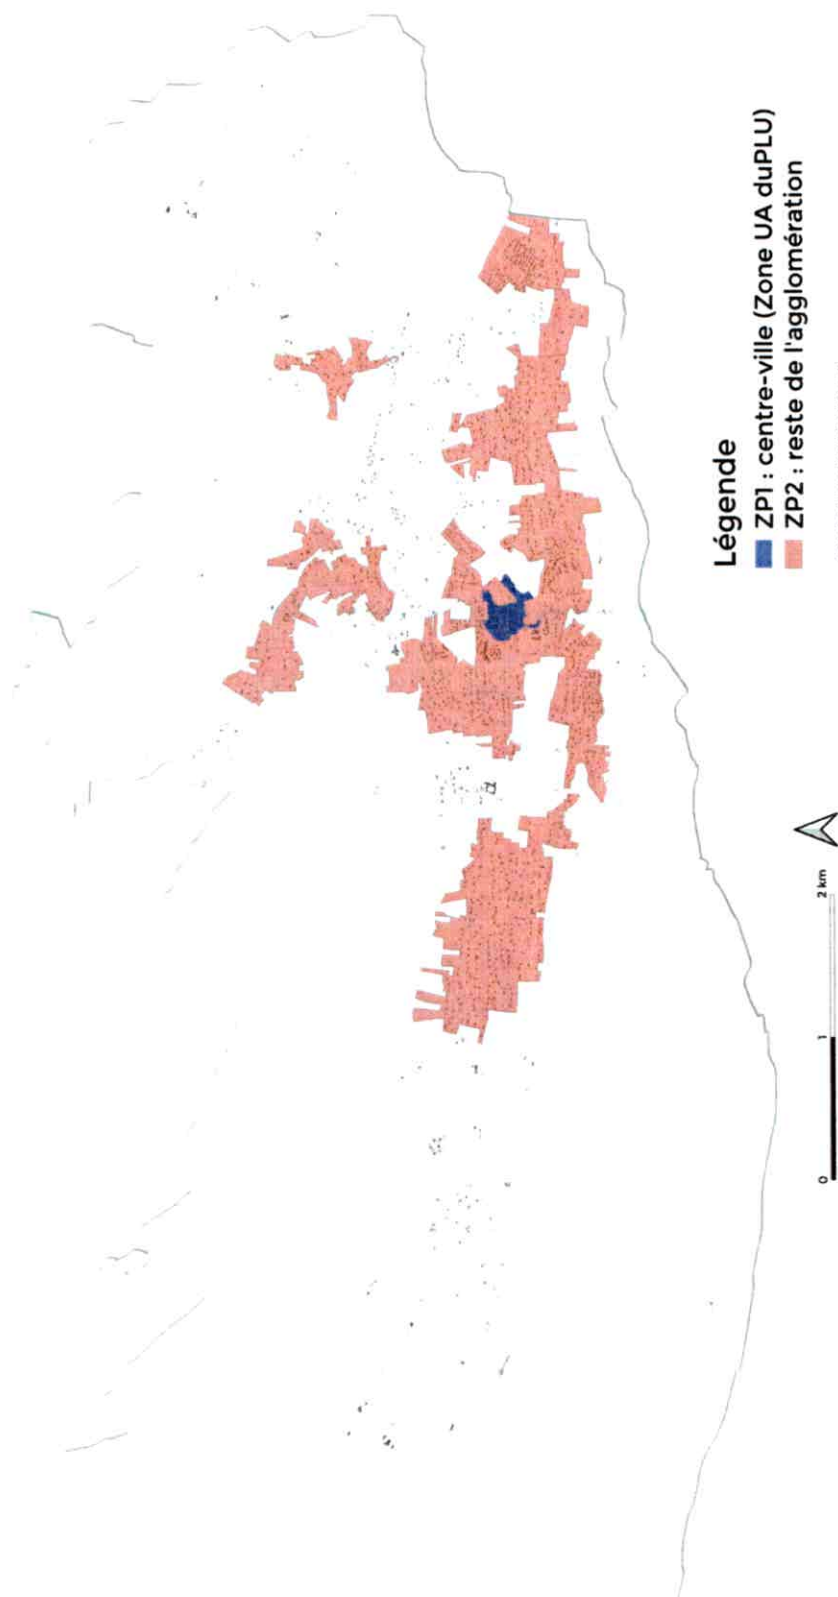 Légende
ZP1 : centre-ville (Zone UA duPLU)
ZP2 : reste de l'agglomération
0 1 2 km